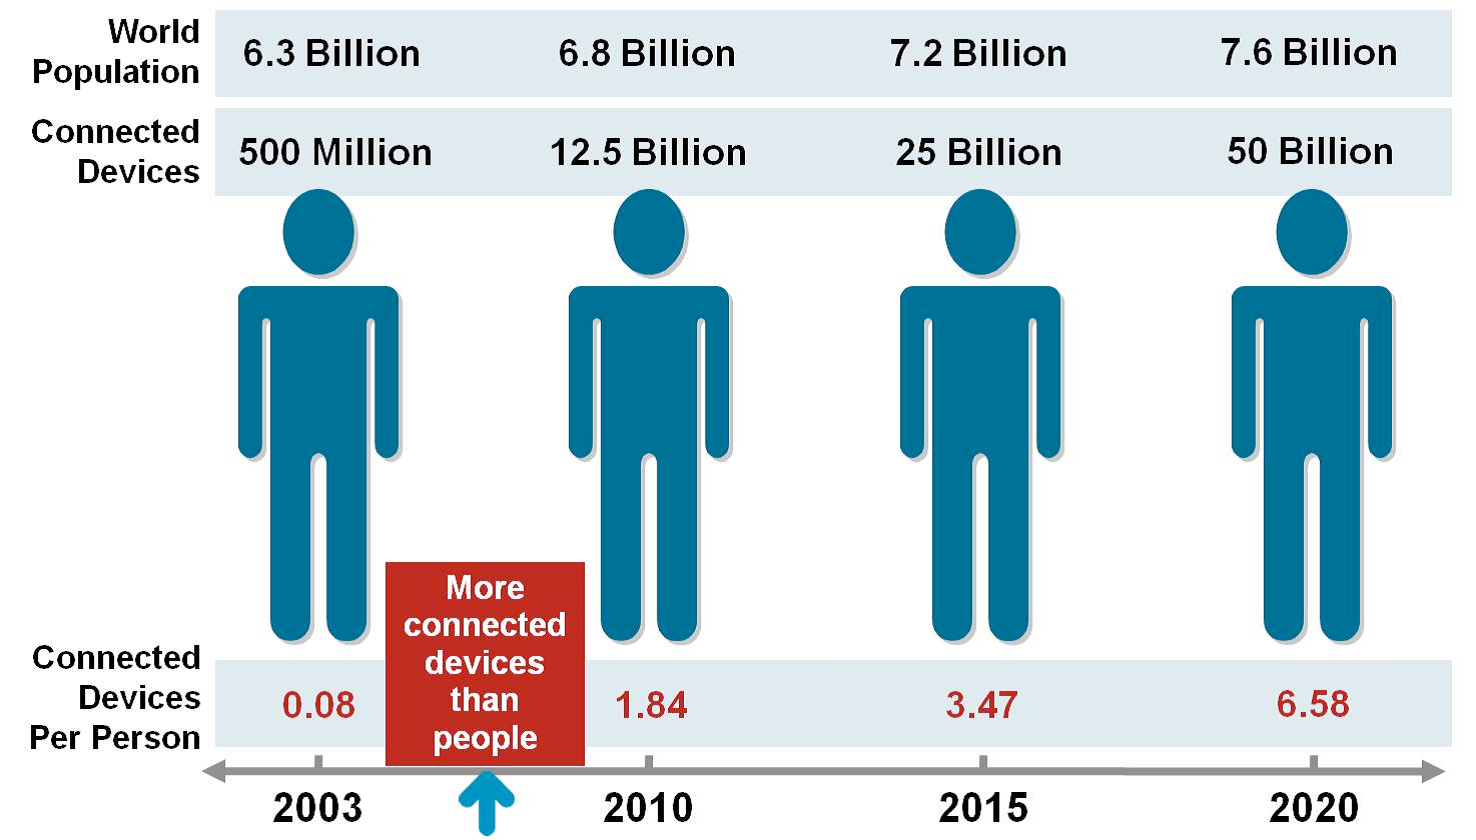 World
Population
6.3 Billion 6.8 Billion 7.2 Billion 7.6 Billion
Connected
Devices
500 Million 12.5 Billion 25 Billion 50 Billion
More
connected
devices
than
people
Connected
Devices
Per Person
0.08 1.84 3.47 6.58
2003 2010 2015 2020